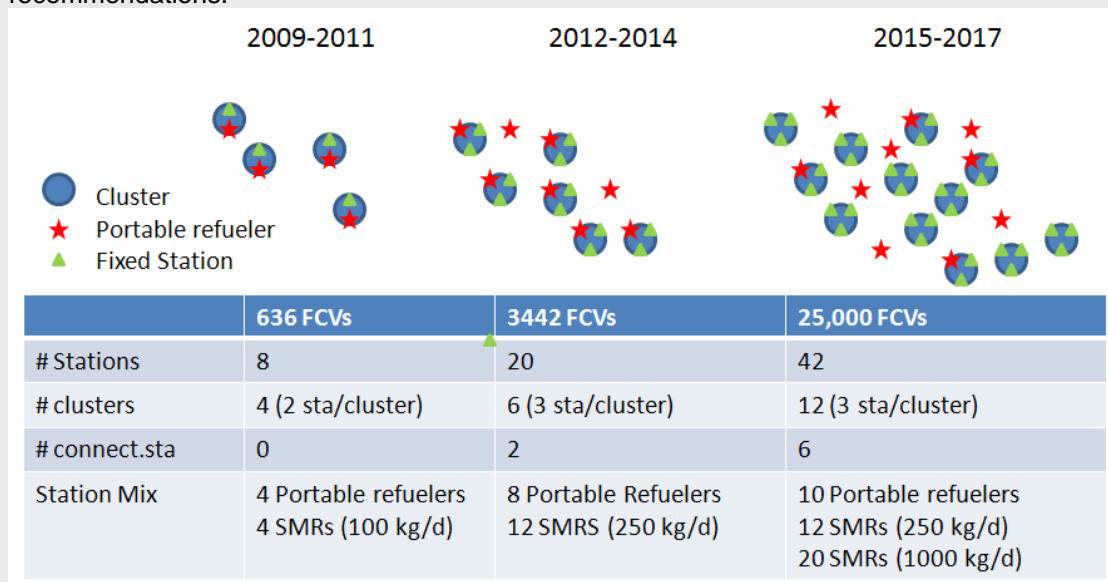 recommendations.
2009-2011 2012-2014 2015-2017
Cluster
Portable refueler
Fixed Station
636 FCVs 3442 FCVs 25,000 FCVs
# Stations 8 20 42
# clusters 4 (2 sta/cluster) 6 (3 sta/cluster) 12 (3 sta/cluster)
# connect.sta 0 2 6
Station Mix 4 Portable refuelers 8 Portable Refuelers 10 Portable refuelers
4 SMRs (100 kg/d) 12 SMRS (250 kg/d) 12 SMRs (250 kg/d)
20 SMRs (1000 kg/d)